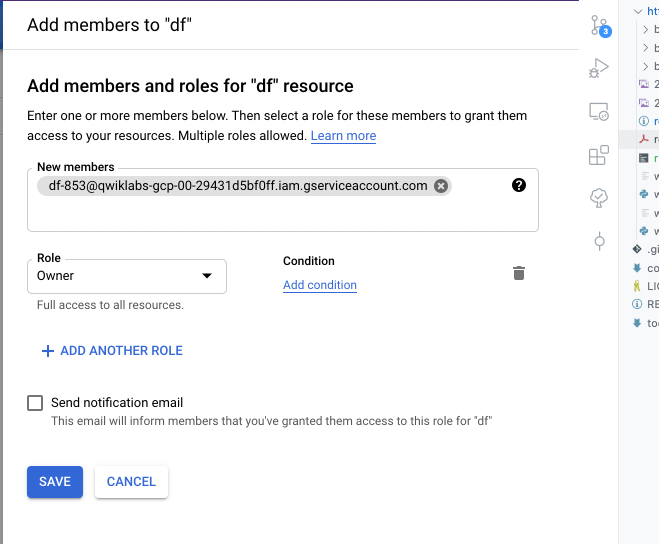 Add members to "df"
Add members and roles for "df" resource
Enter one or more members below. Then select a role for these members to grant them
access to your resources. Multiple roles allowed. Learn more
New members
df-853@qwiklabs-gcp-00-29431d5bf0ff.iam.gserviceaccount.com
Role
Owner
Condition
Add condition
Full access to all resources.
ADD ANOTHER ROLE
Send notification email
This email will inform members that you've granted them access to this role for "df"
SAVE
CANCEL
3
htt
b
b
b
2
2
re
re
r
w
w
w
w
.gi
co
LI
RE
too